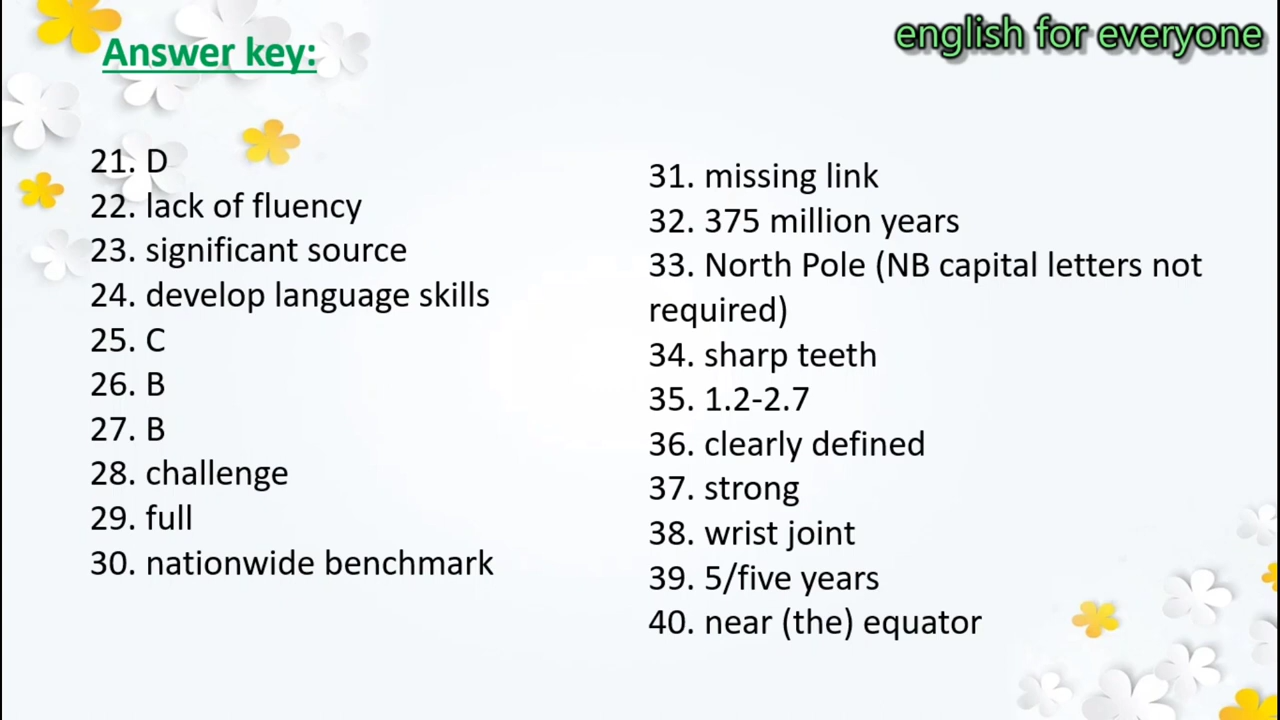 Answer key:
english for everyone
21. D
22. lack of fluency
23. significant source
24. develop language skills
25. C
26. B
27. B
28. challenge
29. full
30. nationwide benchmark
31. missing link
32. 375 million years
33. North Pole (NB capital letters not
required)
34. sharp teeth
35. 1.2-2.7
36. clearly defined
37. strong
38. wrist joint
39. 5/five years
40. near (the) equator